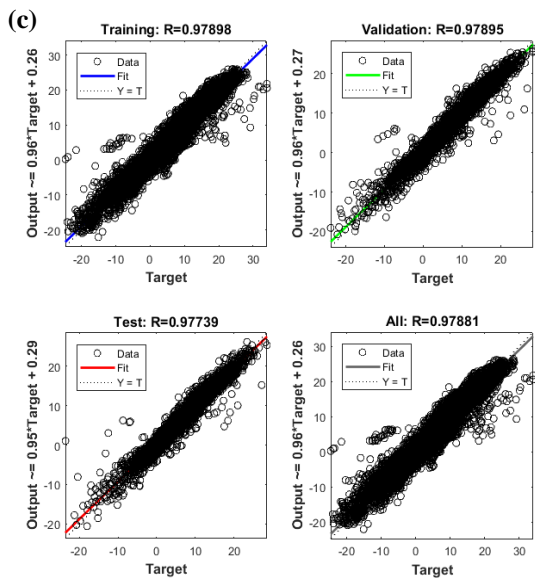 (c)
Training: R=0.97898
Output ~= 0.96*Target + 0.26
Data
Fit
Y = T
30
20
10
0
-10
-20
-20 -10 0 10 20 30
Target
Validation: R=0.97895
Output ~= 0.96*Target + 0.27
Data
Fit
Y = T
20
10
0
-10
-20
-20 -10 0 10 20
Target
Test: R=0.97739
Output ~= 0.95*Target + 0.29
Data
Fit
Y = T
20
10
0
-10
-20
-20 -10 0 10 20
Target
All: R=0.97881
Output ~= 0.96*Target + 0.26
Data
Fit
Y = T
30
20
10
0
-10
-20
-20 -10 0 10 20 30
Target